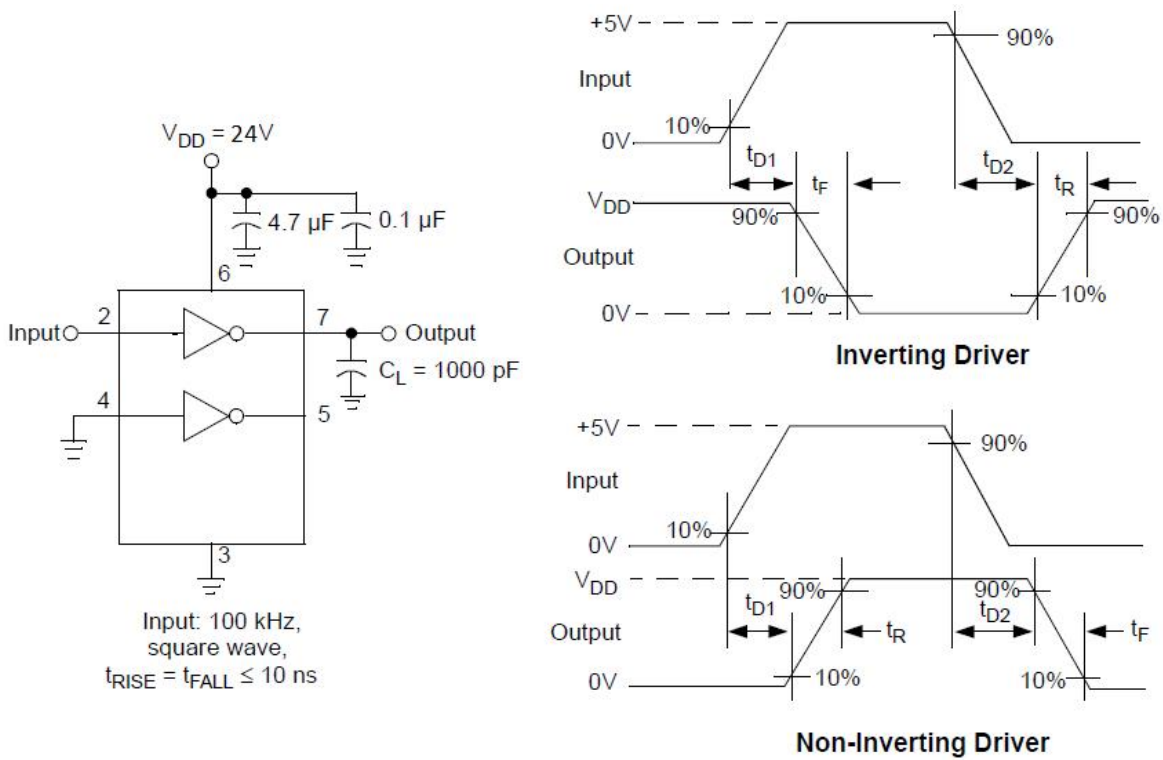 V_DD = 24V
4.7 µF
0.1 µF
6
Input
2
7
Output
C_L = 1000 pF
4
5
3
Input: 100 kHz,
square wave,
t_RISE = t_FALL ≤ 10 ns
+5V
90%
Input
10%
0V
t_D1
t_F
t_D2
t_R
V_DD
90%
90%
Output
10%
10%
0V
Inverting Driver
+5V
90%
Input
10%
0V
V_DD
90%
90%
t_D1
t_R
t_D2
t_F
Output
10%
10%
0V
Non-Inverting Driver